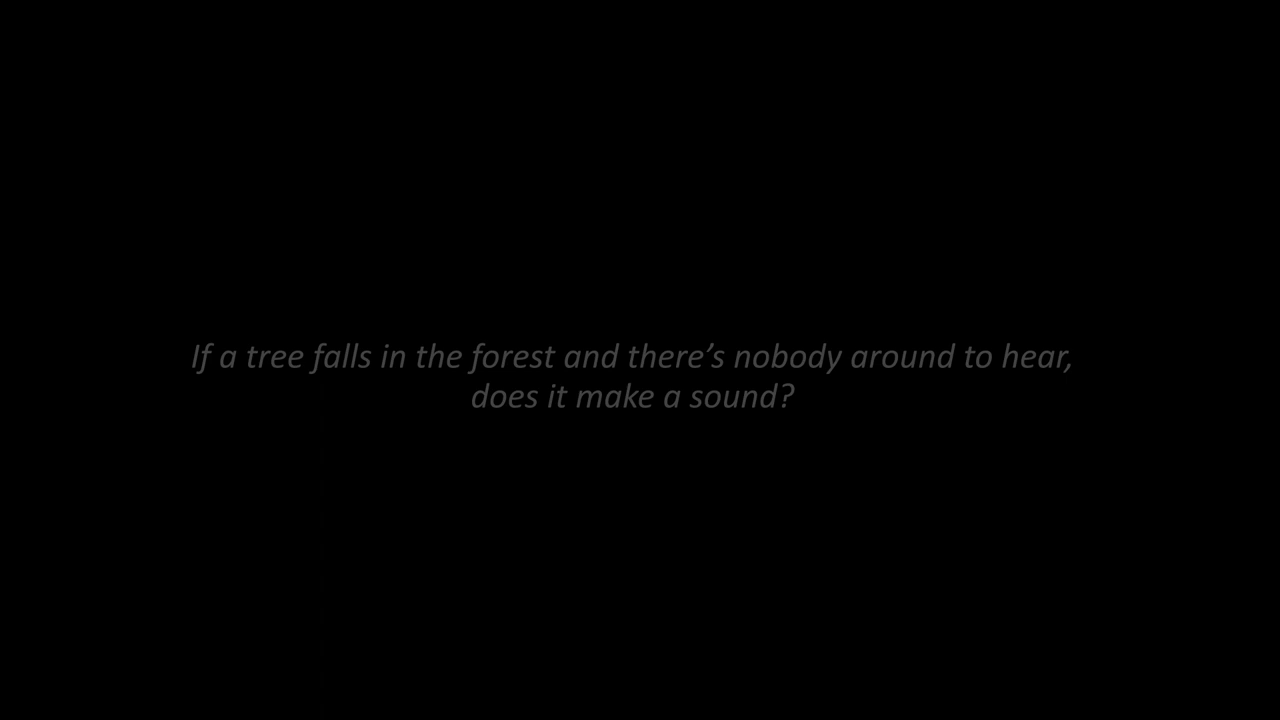 If a tree falls in the forest and there’s nobody around to hear,
does it make a sound?